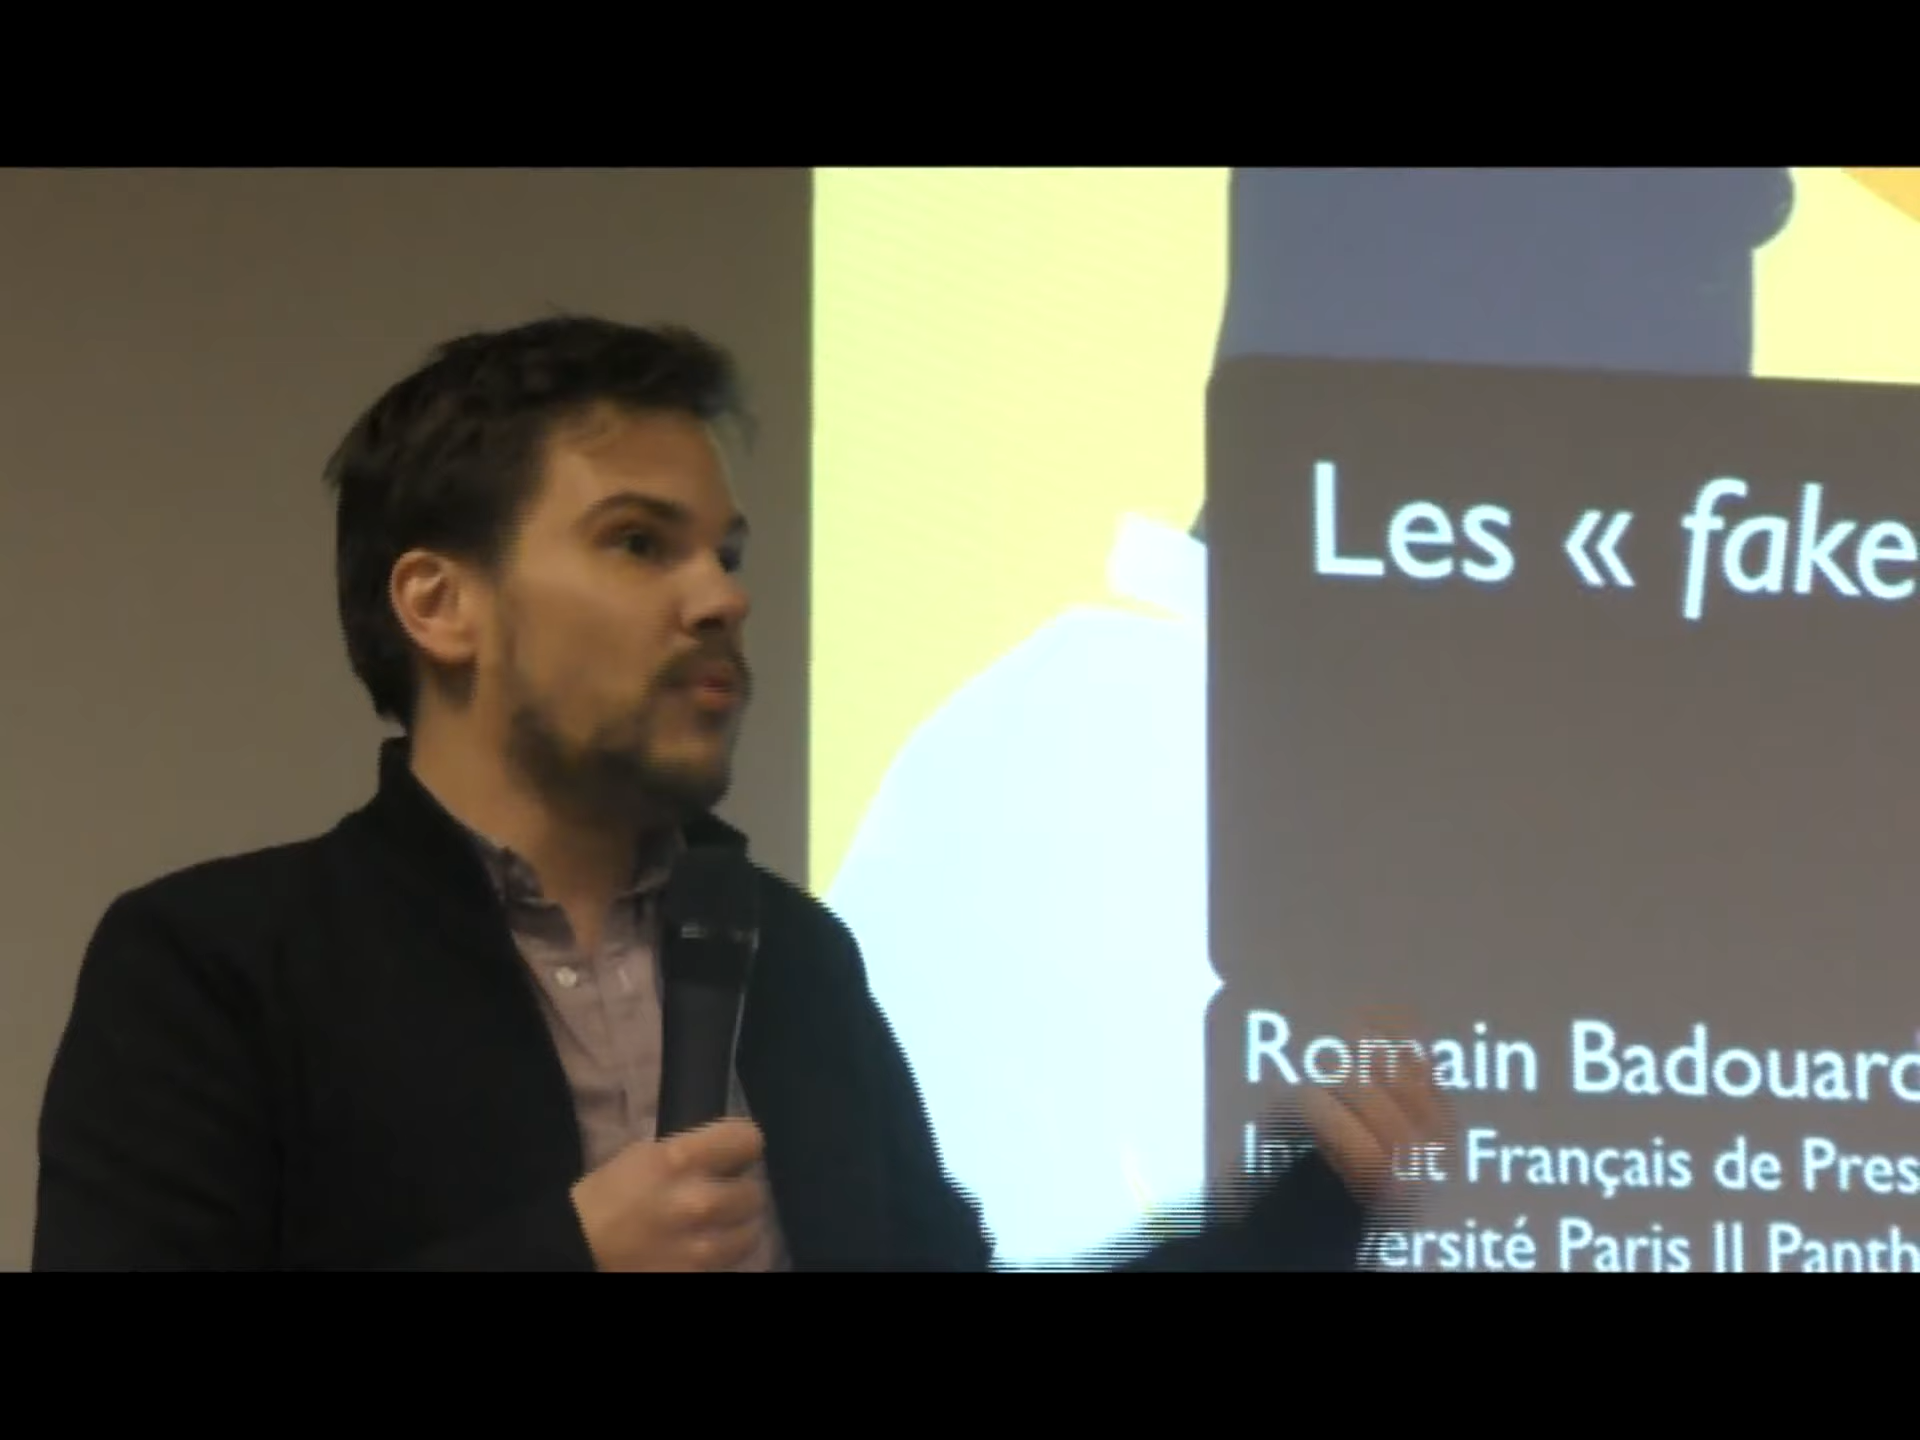 Les « fake
Romain Badouard
Français de Pres
ersité Paris II Panth